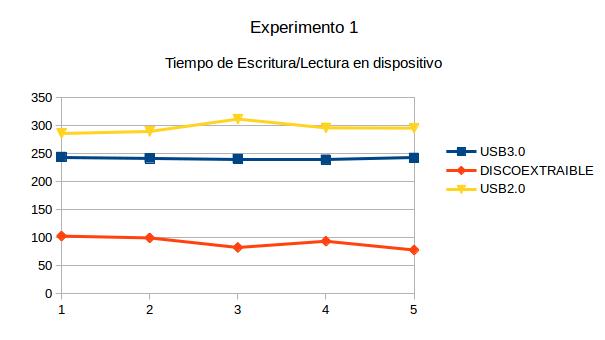 Experimento 1
Tiempo de Escritura/Lectura en dispositivo
350
300
250
200
150
100
50
0
1 2 3 4 5
USB3.0
DISCOEXTRAIBLE
USB2.0